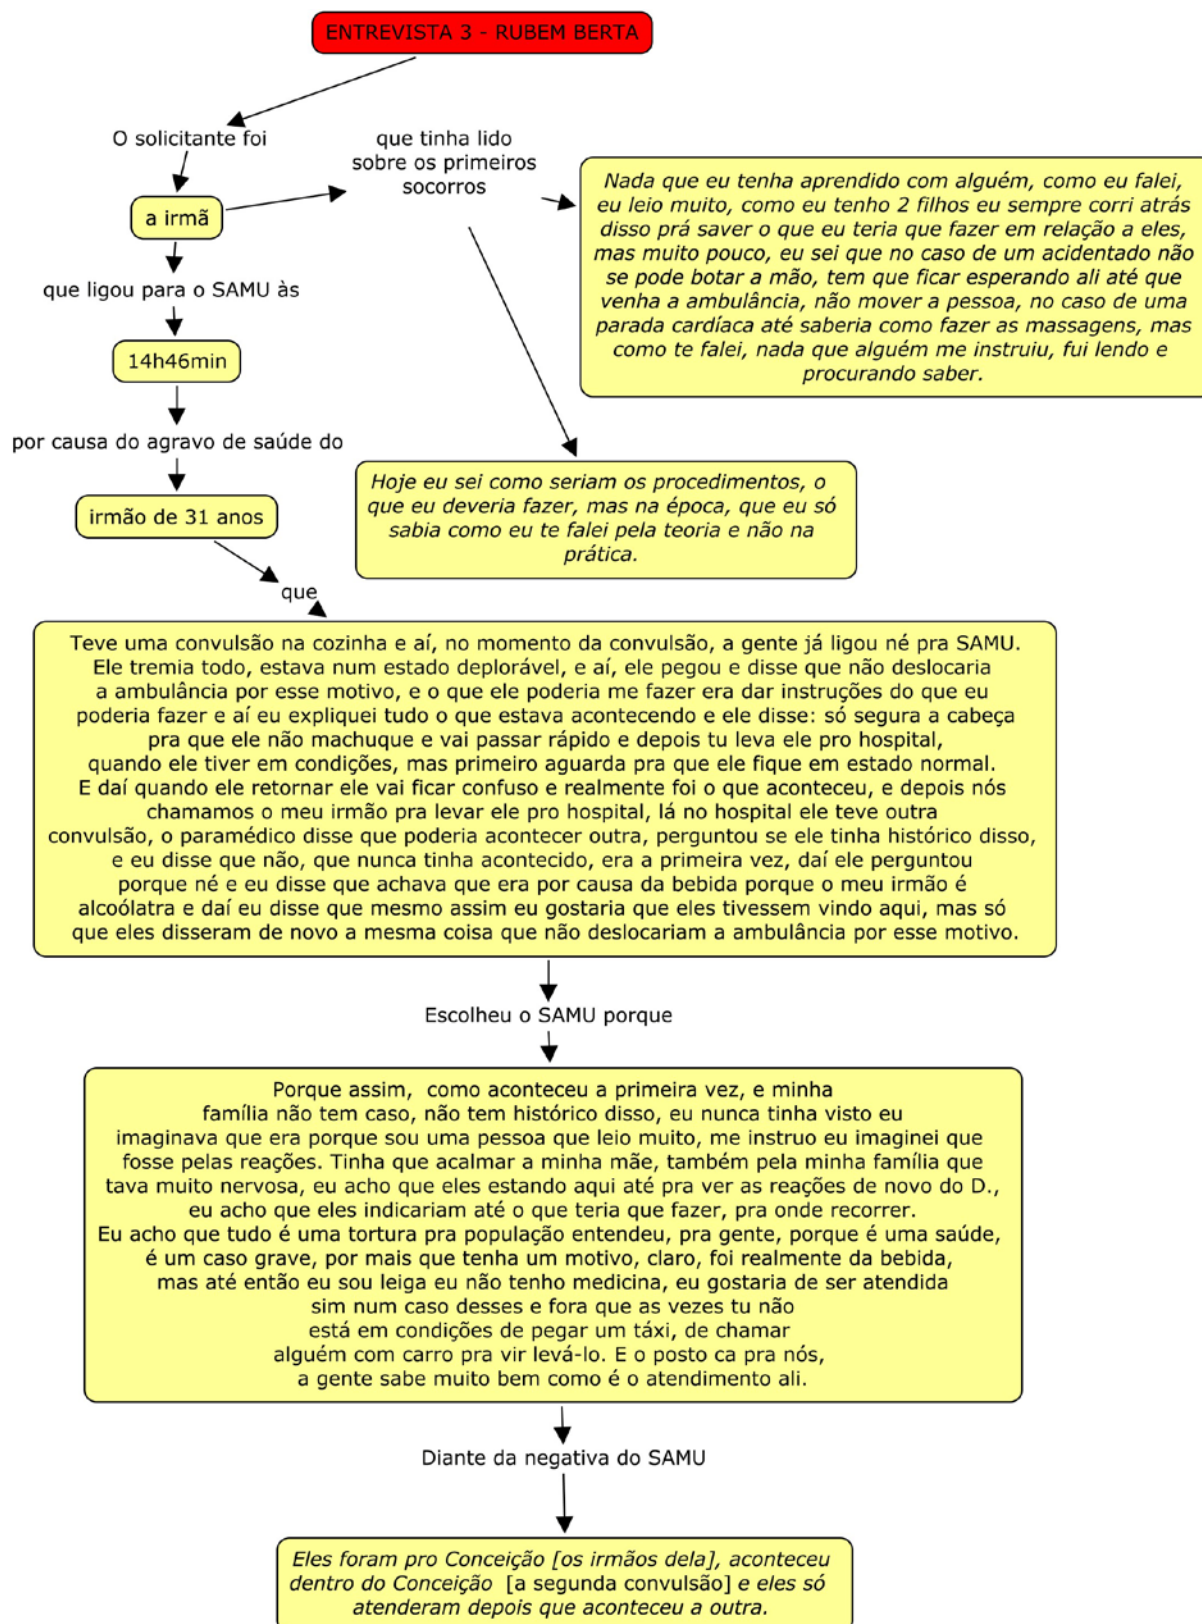 ENTREVISTA 3 - RUBEM BERTA
O solicitante foi
a irmã
que ligou para o SAMU às
14h46min
por causa do agravo de saúde do
irmão de 31 anos
que
que tinha lido
sobre os primeiros
socorros
Nada que eu tenha aprendido com alguém, como eu falei,
eu leio muito, como eu tenho 2 filhos eu sempre corri atrás
disso prá saver o que eu teria que fazer em relação a eles,
mas muito pouco, eu sei que no caso de um acidentado não
se pode botar a mão, tem que ficar esperando ali até que
venha a ambulância, não mover a pessoa, no caso de uma
parada cardíaca até saberia como fazer as massagens, mas
como te falei, nada que alguém me instruiu, fui lendo e
procurando saber.
Hoje eu sei como seriam os procedimentos, o
que eu deveria fazer, mas na época, que eu só
sabia como eu te falei pela teoria e não na
prática.
Teve uma convulsão na cozinha e aí, no momento da convulsão, a gente já ligou né pra SAMU.
Ele tremia todo, estava num estado deplorável, e aí, ele pegou e disse que não deslocaria
a ambulância por esse motivo, e o que ele poderia me fazer era dar instruções do que eu
poderia fazer e aí eu expliquei tudo o que estava acontecendo e ele disse: só segura a cabeça
pra que ele não machuque e vai passar rápido e depois tu leva ele pro hospital,
quando ele tiver em condições, mas primeiro aguarda pra que ele fique em estado normal.
E daí quando ele retornar ele vai ficar confuso e realmente foi o que aconteceu, e depois nós
chamamos o meu irmão pra levar ele pro hospital, lá no hospital ele teve outra
convulsão, o paramédico disse que poderia acontecer outra, perguntou se ele tinha histórico disso,
e eu disse que não, que nunca tinha acontecido, era a primeira vez, daí ele perguntou
porque né e eu disse que achava que era por causa da bebida porque o meu irmão é
alcoólatra e daí eu disse que mesmo assim eu gostaria que eles tivessem vindo aqui, mas só
que eles disseram de novo a mesma coisa que não deslocariam a ambulância por esse motivo.
Escolheu o SAMU porque
Porque assim, como aconteceu a primeira vez, e minha
família não tem caso, não tem histórico disso, eu nunca tinha visto eu
imaginava que era porque sou uma pessoa que leio muito, me instruo eu imaginei que
fosse pelas reações. Tinha que acalmar a minha mãe, também pela minha família que
tava muito nervosa, eu acho que eles estando aqui até pra ver as reações de novo do D.,
eu acho que eles indicariam até o que teria que fazer, pra onde recorrer.
Eu acho que tudo é uma tortura pra população entendeu, pra gente, porque é uma saúde,
é um caso grave, por mais que tenha um motivo, claro, foi realmente da bebida,
mas até então eu sou leiga eu não tenho medicina, eu gostaria de ser atendida
sim num caso desses e fora que as vezes tu não
está em condições de pegar um táxi, de chamar
alguém com carro pra vir levá-lo. E o posto ca pra nós,
a gente sabe muito bem como é o atendimento ali.
Diante da negativa do SAMU
Eles foram pro Conceição [os irmãos dela], aconteceu
dentro do Conceição [a segunda convulsão] e eles só
atenderam depois que aconteceu a outra.